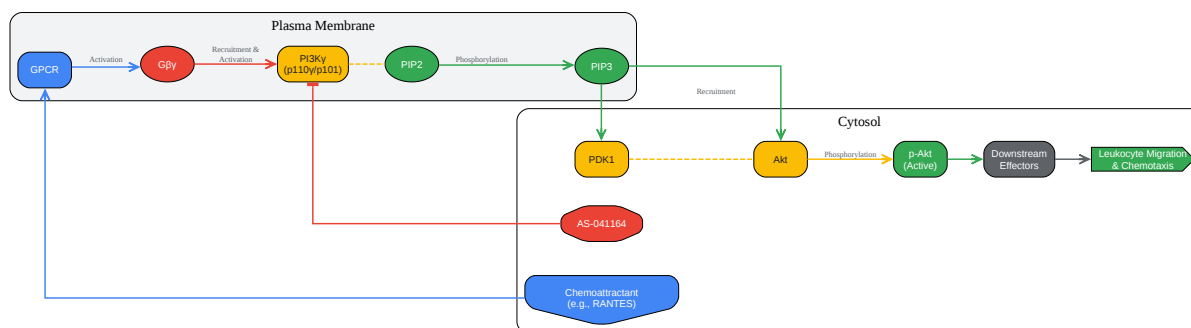 Plasma Membrane
GPCR
Activation
Gβγ
Recruitment &
Activation
PI3Kγ
(p110γ/p101)
PIP2
Phosphorylation
PIP3
Recruitment
Cytosol
PDK1
Akt
Phosphorylation
p-Akt
(Active)
Downstream
Effectors
Leukocyte Migration
& Chemotaxis
AS-041164
Chemoattractant
(e.g., RANTES)